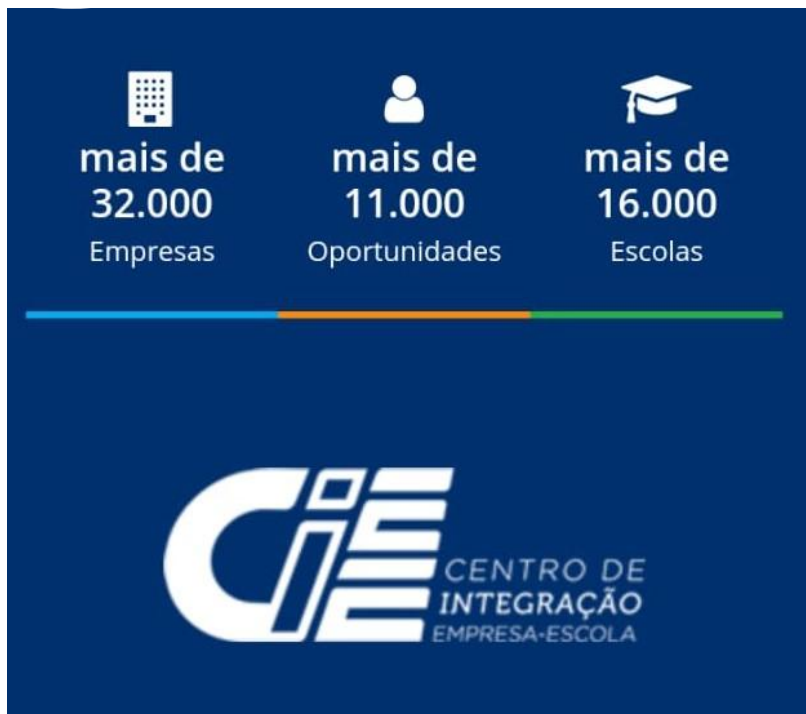 mais de
32.000
Empresas
mais de
11.000
Oportunidades
mais de
16.000
Escolas
CIEE
CENTRO DE
INTEGRAÇÃO
EMPRESA-ESCOLA